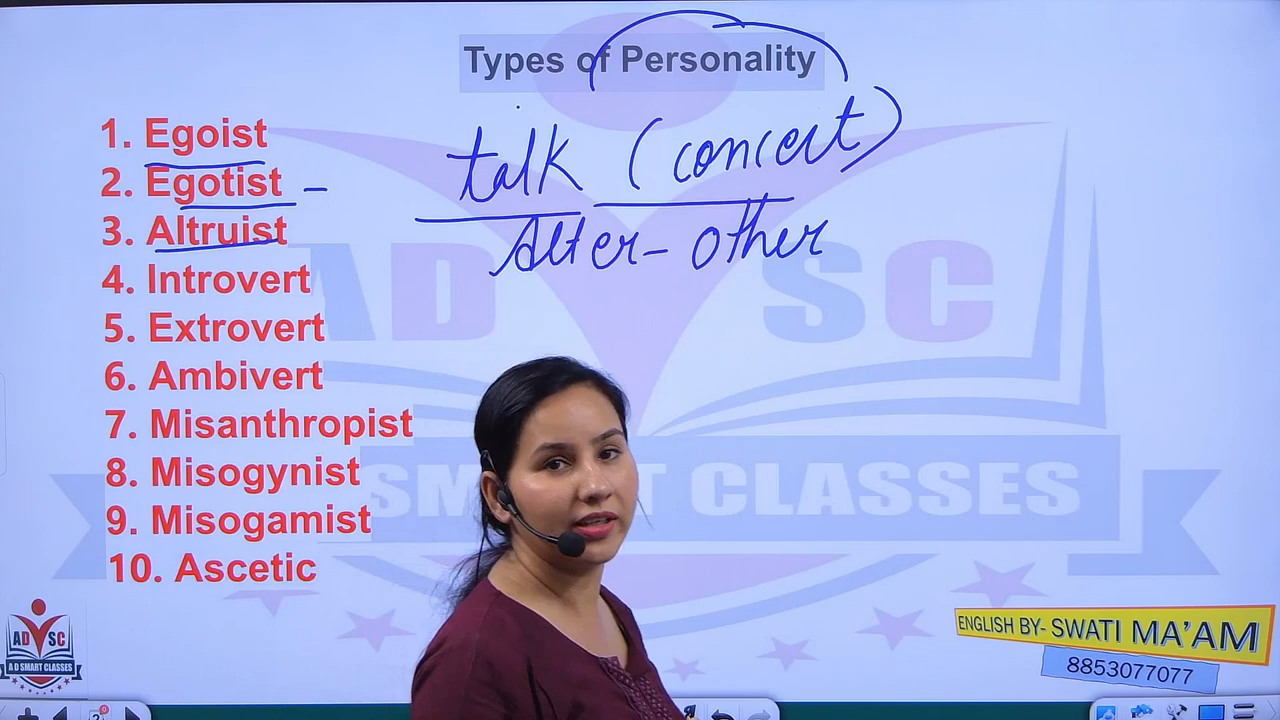 Types of Personality
1. Egoist
2. Egotist –
3. Altruist
4. Introvert
5. Extrovert
6. Ambivert
7. Misanthropist
8. Misogynist
9. Misogamist
10. Ascetic
talk (conceit)
Alter - other
AD SC
SMART CLASSES
AD SC
A D SMART CLASSES
ENGLISH BY- SWATI MA'AM
8853077077